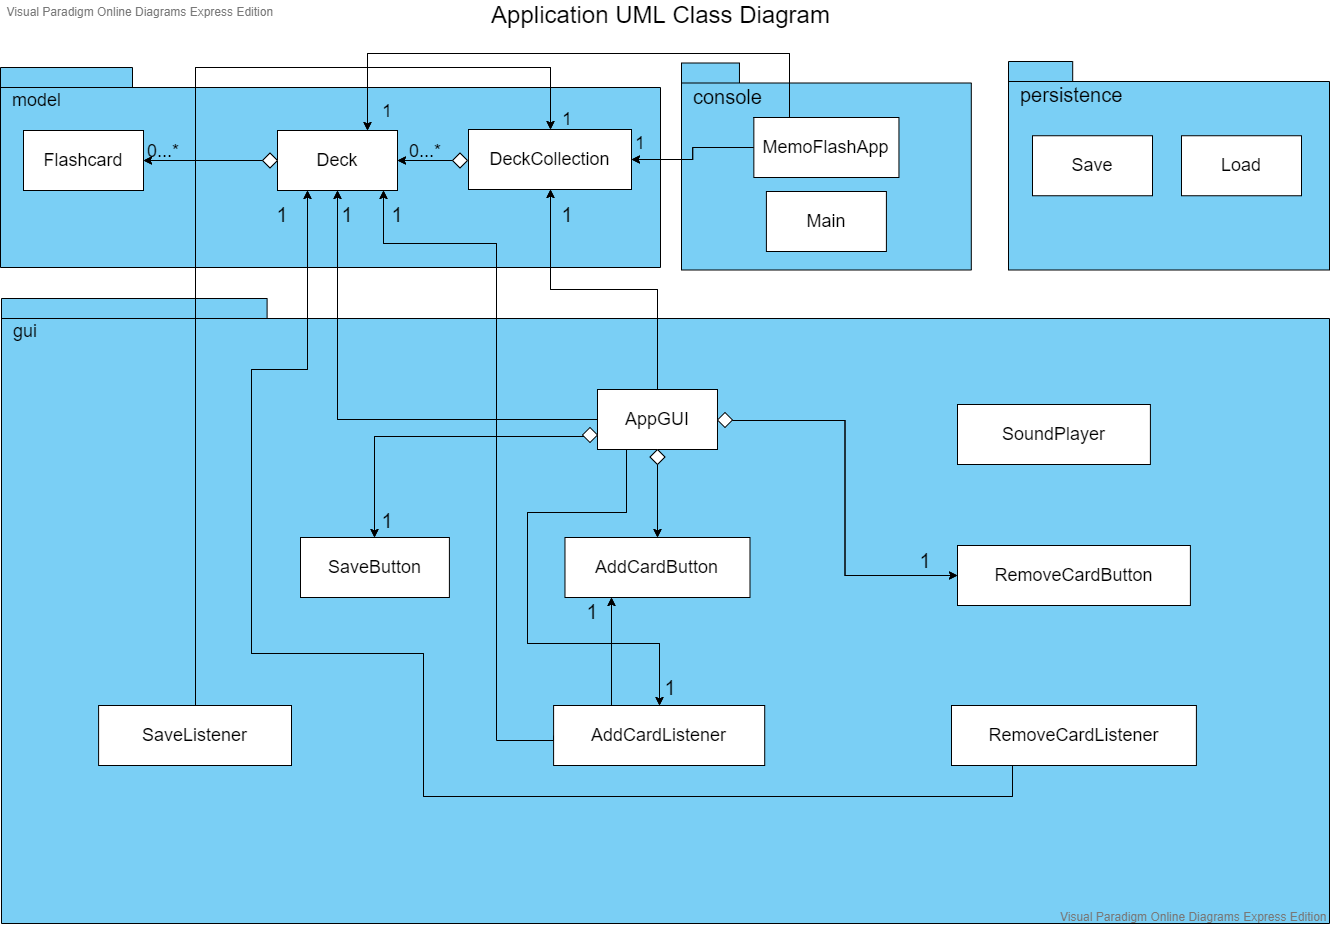 Visual Paradigm Online Diagrams Express Edition
Application UML Class Diagram
model
console
persistence
1
1
1
Flashcard
0...*
Deck
0...*
DeckCollection
MemoFlashApp
Main
Save
Load
1
1
1
1
gui
AppGUI
SoundPlayer
1
SaveButton
AddCardButton
1
RemoveCardButton
1
1
SaveListener
AddCardListener
RemoveCardListener
Visual Paradigm Online Diagrams Express Edition